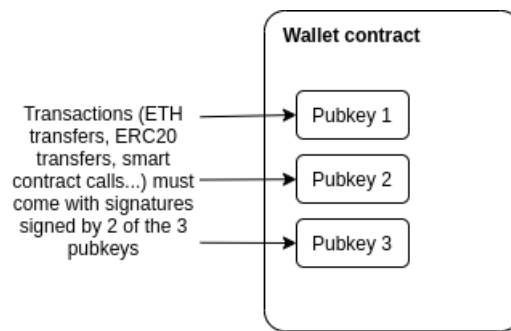 Wallet contract
Transactions (ETH
transfers, ERC20
transfers, smart
contract calls...) must
come with signatures
signed by 2 of the 3
pubkeys
Pubkey 1
Pubkey 2
Pubkey 3